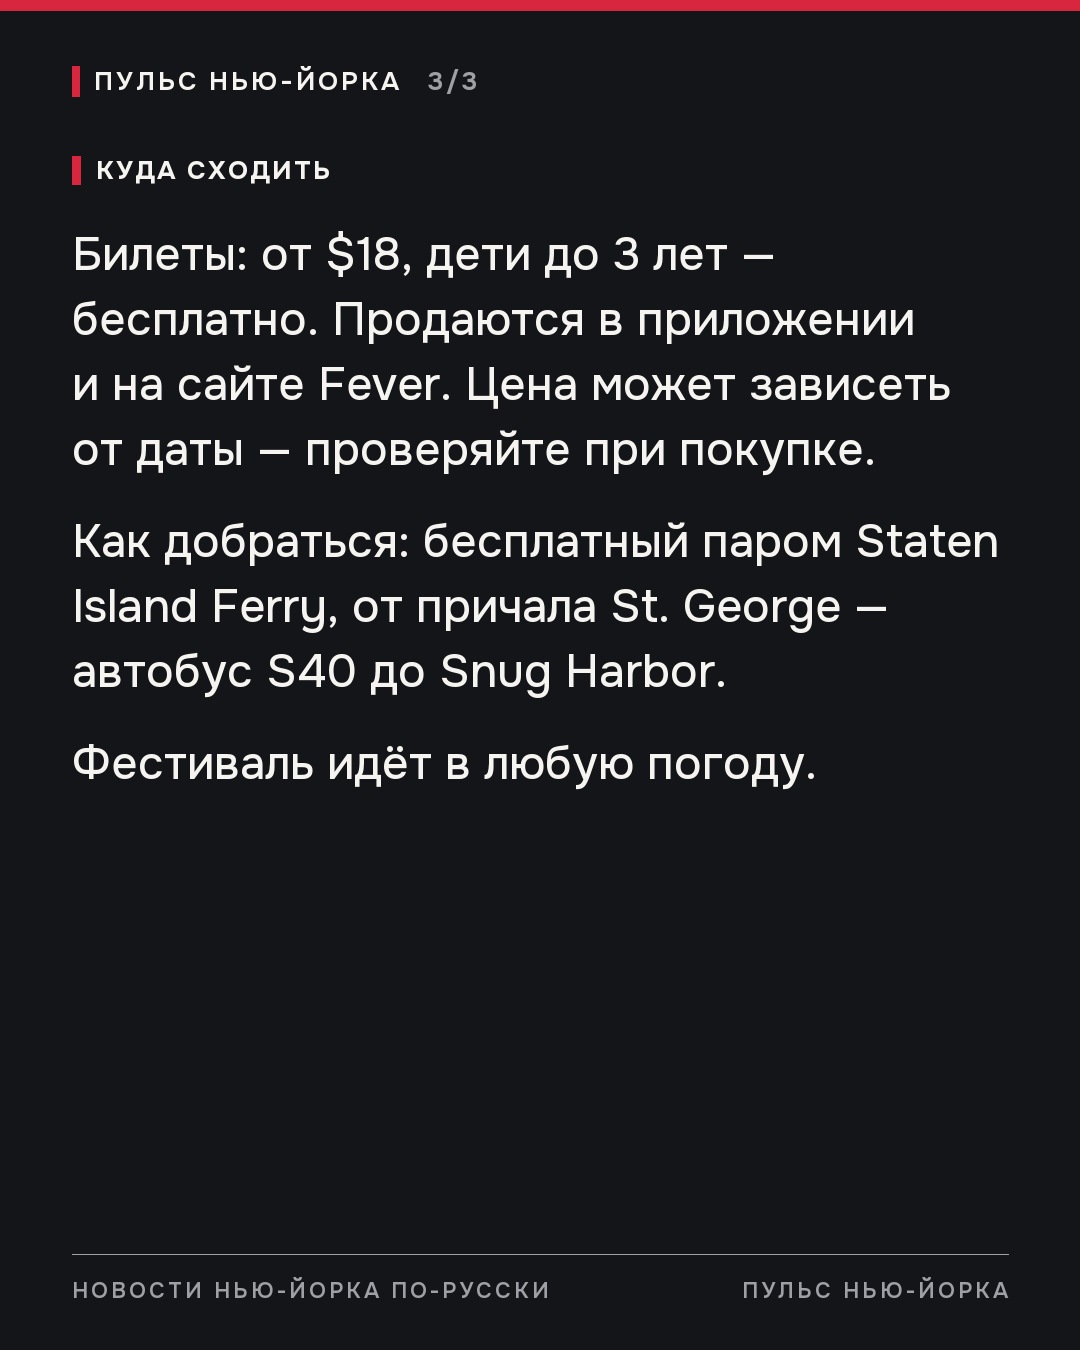 ПУЛЬС НЬЮ-ЙОРКА 3/3
КУДА СХОДИТЬ
Билеты: от $18, дети до 3 лет —
бесплатно. Продаются в приложении
и на сайте Fever. Цена может зависеть
от даты — проверяйте при покупке.
Как добраться: бесплатный паром Staten
Island Ferry, от причала St. George —
автобус S40 до Snug Harbor.
Фестиваль идёт в любую погоду.
НОВОСТИ НЬЮ-ЙОРКА ПО-РУССКИ ПУЛЬС НЬЮ-ЙОРКА